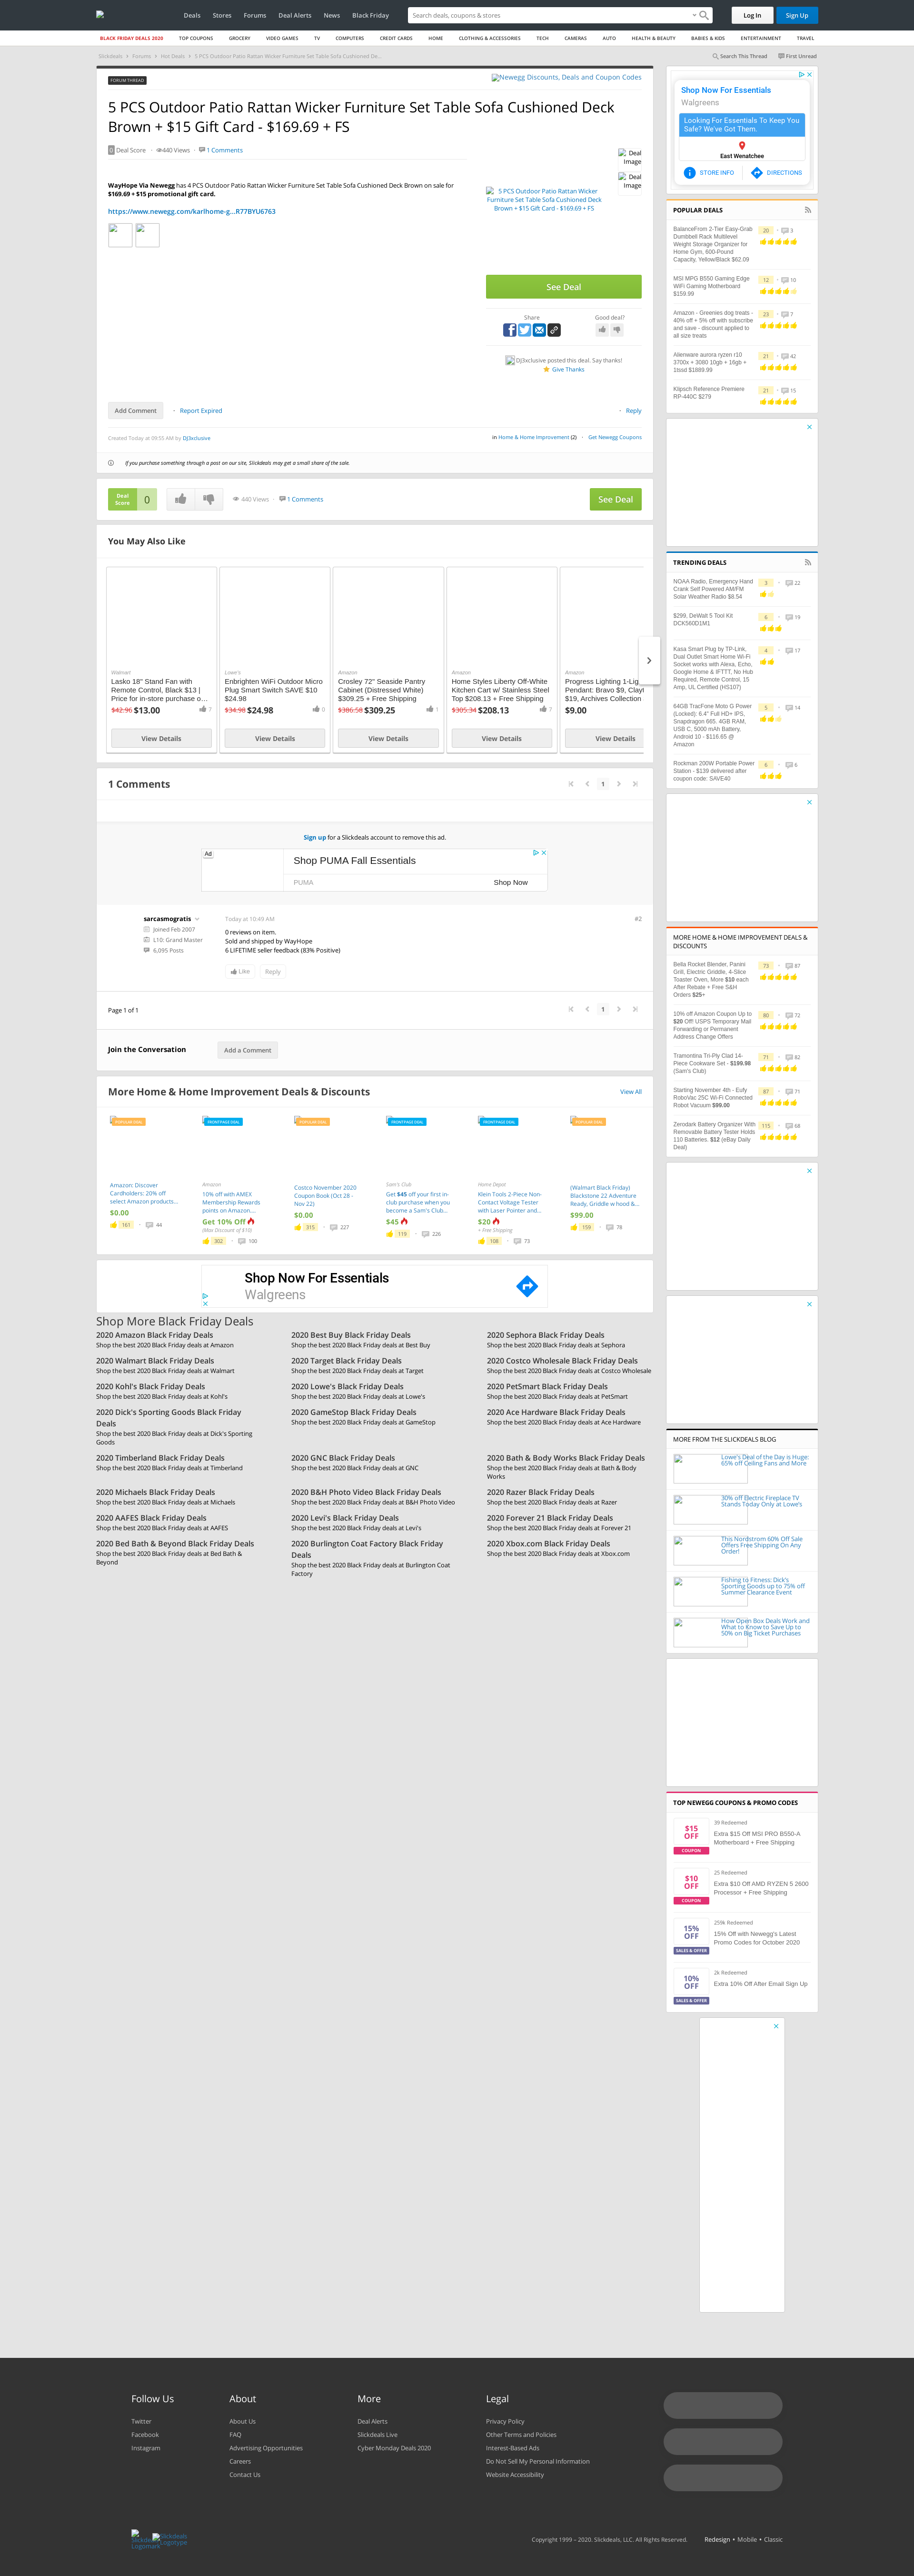 Deals Stores Forums Deal Alerts News Black Friday
Search deals, coupons & stores
Log In Sign Up
BLACK FRIDAY DEALS 2020 TOP COUPONS GROCERY VIDEO GAMES TV COMPUTERS CREDIT CARDS HOME CLOTHING & ACCESSORIES TECH CAMERAS AUTO HEALTH & BEAUTY BABIES & KIDS ENTERTAINMENT TRAVEL
Slickdeals Forums Hot Deals 5 PCS Outdoor Patio Rattan Wicker Furniture Set Table Sofa Cushioned De...
Search This Thread First Unread
FORUM THREAD
Newegg Discounts, Deals and Coupon Codes
5 PCS Outdoor Patio Rattan Wicker Furniture Set Table Sofa Cushioned Deck
Brown + $15 Gift Card - $169.69 + FS
0 Deal Score 440 Views 1 Comments
Deal Image
Deal Image
WayHope Via Newegg has 4 PCS Outdoor Patio Rattan Wicker Furniture Set Table Sofa Cushioned Deck Brown on sale for
$169.69 + $15 promotional gift card.
https://www.newegg.com/karlhome-g...R77BYU6763
5 PCS Outdoor Patio Rattan Wicker
Furniture Set Table Sofa Cushioned Deck
Brown + $15 Gift Card - $169.69 + FS
See Deal
Share Good deal?
DJ3xclusive posted this deal. Say thanks!
Give Thanks
Add Comment Report Expired Reply
Created Today at 09:55 AM by DJ3xclusive
in Home & Home Improvement (2) Get Newegg Coupons
If you purchase something through a post on our site, Slickdeals may get a small share of the sale.
Deal Score 0 440 Views 1 Comments See Deal
You May Also Like
Walmart
Lasko 18" Stand Fan with
Remote Control, Black $13 |
Price for in-store purchase o...
$42.96 $13.00 7
View Details
Lowe's
Enbrighten WiFi Outdoor Micro
Plug Smart Switch SAVE $10
$24.98
$34.98 $24.98 0
View Details
Amazon
Crosley 72" Seaside Pantry
Cabinet (Distressed White)
$309.25 + Free Shipping
$386.58 $309.25 1
View Details
Amazon
Home Styles Liberty Off-White
Kitchen Cart w/ Stainless Steel
Top $208.13 + Free Shipping
$305.34 $208.13 7
View Details
Amazon
Progress Lighting 1-Lig
Pendant: Bravo $9, Clayt
$19, Archives Collection
$9.00
View Details
1 Comments
1
Sign up for a Slickdeals account to remove this ad.
Ad
Shop PUMA Fall Essentials
PUMA Shop Now
sarcasmogratis
Joined Feb 2007
L10: Grand Master
6,095 Posts
Today at 10:49 AM #2
0 reviews on item.
Sold and shipped by WayHope
6 LIFETIME seller feedback (83% Positive)
Like Reply
Page 1 of 1
1
Join the Conversation Add a Comment
More Home & Home Improvement Deals & Discounts View All
POPULAR DEAL
Amazon: Discover
Cardholders: 20% off
select Amazon products...
$0.00
161 44
FRONTPAGE DEAL
Amazon
10% off with AMEX
Membership Rewards
points on Amazon....
Get 10% Off
(Max Discount of $10)
302 100
POPULAR DEAL
Costco November 2020
Coupon Book (Oct 28 -
Nov 22)
$0.00
315 227
FRONTPAGE DEAL
Sam's Club
Get $45 off your first in-
club purchase when you
become a Sam's Club...
$45
119 226
FRONTPAGE DEAL
Home Depot
Klein Tools 2-Piece Non-
Contact Voltage Tester
with Laser Pointer and...
$20
+ Free Shipping
108 73
POPULAR DEAL
(Walmart Black Friday)
Blackstone 22 Adventure
Ready, Griddle w hood &...
$99.00
159 78
Shop Now For Essentials
Walgreens
Shop More Black Friday Deals
2020 Amazon Black Friday Deals
Shop the best 2020 Black Friday deals at Amazon
2020 Best Buy Black Friday Deals
Shop the best 2020 Black Friday deals at Best Buy
2020 Sephora Black Friday Deals
Shop the best 2020 Black Friday deals at Sephora
2020 Walmart Black Friday Deals
Shop the best 2020 Black Friday deals at Walmart
2020 Target Black Friday Deals
Shop the best 2020 Black Friday deals at Target
2020 Costco Wholesale Black Friday Deals
Shop the best 2020 Black Friday deals at Costco Wholesale
2020 Kohl's Black Friday Deals
Shop the best 2020 Black Friday deals at Kohl's
2020 Lowe's Black Friday Deals
Shop the best 2020 Black Friday deals at Lowe's
2020 PetSmart Black Friday Deals
Shop the best 2020 Black Friday deals at PetSmart
2020 Dick's Sporting Goods Black Friday
Deals
Shop the best 2020 Black Friday deals at Dick's Sporting
Goods
2020 GameStop Black Friday Deals
Shop the best 2020 Black Friday deals at GameStop
2020 Ace Hardware Black Friday Deals
Shop the best 2020 Black Friday deals at Ace Hardware
2020 Timberland Black Friday Deals
Shop the best 2020 Black Friday deals at Timberland
2020 GNC Black Friday Deals
Shop the best 2020 Black Friday deals at GNC
2020 Bath & Body Works Black Friday Deals
Shop the best 2020 Black Friday deals at Bath & Body
Works
2020 Michaels Black Friday Deals
Shop the best 2020 Black Friday deals at Michaels
2020 B&H Photo Video Black Friday Deals
Shop the best 2020 Black Friday deals at B&H Photo Video
2020 Razer Black Friday Deals
Shop the best 2020 Black Friday deals at Razer
2020 AAFES Black Friday Deals
Shop the best 2020 Black Friday deals at AAFES
2020 Levi's Black Friday Deals
Shop the best 2020 Black Friday deals at Levi's
2020 Forever 21 Black Friday Deals
Shop the best 2020 Black Friday deals at Forever 21
2020 Bed Bath & Beyond Black Friday Deals
Shop the best 2020 Black Friday deals at Bed Bath &
Beyond
2020 Burlington Coat Factory Black Friday
Deals
Shop the best 2020 Black Friday deals at Burlington Coat
Factory
2020 Xbox.com Black Friday Deals
Shop the best 2020 Black Friday deals at Xbox.com
Shop Now For Essentials
Walgreens
Looking For Essentials To Keep You
Safe? We've Got Them.
East Wenatchee
STORE INFO DIRECTIONS
POPULAR DEALS
BalanceFrom 2-Tier Easy-Grab
Dumbbell Rack Multilevel
Weight Storage Organizer for
Home Gym, 600-Pound
Capacity, Yellow/Black $62.09
20 3
MSI MPG B550 Gaming Edge
WiFi Gaming Motherboard
$159.99
12 10
Amazon - Greenies dog treats -
40% off + 5% off with subscribe
and save - discount applied to
all size treats
23 7
Alienware aurora ryzen r10
3700x + 3080 10gb + 16gb +
1tssd $1889.99
21 42
Klipsch Reference Premiere
RP-440C $279
21 15
TRENDING DEALS
NOAA Radio, Emergency Hand
Crank Self Powered AM/FM
Solar Weather Radio $8.54
3 22
$299, DeWalt 5 Tool Kit
DCK560D1M1
6 19
Kasa Smart Plug by TP-Link,
Dual Outlet Smart Home Wi-Fi
Socket works with Alexa, Echo,
Google Home & IFTTT, No Hub
Required, Remote Control, 15
Amp, UL Certified (HS107)
4 17
64GB TracFone Moto G Power
(Locked): 6.4" Full HD+ IPS,
Snapdragon 665, 4GB RAM,
USB C, 5000 mAh Battery,
Android 10 - $116.65 @
Amazon
5 14
Rockman 200W Portable Power
Station - $139 delivered after
coupon code: SAVE40
6 6
MORE HOME & HOME IMPROVEMENT DEALS &
DISCOUNTS
Bella Rocket Blender, Panini
Grill, Electric Griddle, 4-Slice
Toaster Oven, More $10 each
After Rebate + Free S&H
Orders $25+
73 87
10% off Amazon Coupon Up to
$20 Off! USPS Temporary Mail
Forwarding or Permanent
Address Change Offers
80 72
Tramontina Tri-Ply Clad 14-
Piece Cookware Set - $199.98
(Sam's Club)
71 82
Starting November 4th - Eufy
RoboVac 25C Wi-Fi Connected
Robot Vacuum $99.00
87 71
Zerodark Battery Organizer With
Removable Battery Tester Holds
110 Batteries, $12 (eBay Daily
Deal)
115 68
MORE FROM THE SLICKDEALS BLOG
Lowe's Deal of the Day is Huge:
65% off Ceiling Fans and More
30% off Electric Fireplace TV
Stands Today Only at Lowe's
This Nordstrom 60% Off Sale
Offers Free Shipping On Any
Order!
Fishing to Fitness: Dick's
Sporting Goods up to 75% off
Summer Clearance Event
How Open Box Deals Work and
What to Know to Save Up to
50% on Big Ticket Purchases
TOP NEWEGG COUPONS & PROMO CODES
$15 OFF
COUPON
39 Redeemed
Extra $15 Off MSI PRO B550-A
Motherboard + Free Shipping
$10 OFF
COUPON
25 Redeemed
Extra $10 Off AMD RYZEN 5 2600
Processor + Free Shipping
15% OFF
SALES & OFFER
259k Redeemed
15% Off with Newegg's Latest
Promo Codes for October 2020
10% OFF
SALES & OFFER
2k Redeemed
Extra 10% Off After Email Sign Up
Follow Us
Twitter
Facebook
Instagram
About
About Us
FAQ
Advertising Opportunities
Careers
Contact Us
More
Deal Alerts
Slickdeals Live
Cyber Monday Deals 2020
Legal
Privacy Policy
Other Terms and Policies
Interest-Based Ads
Do Not Sell My Personal Information
Website Accessibility
Slickdeals Logomark
Slickdeals Logotype
Copyright 1999 – 2020. Slickdeals, LLC. All Rights Reserved. Redesign • Mobile • Classic